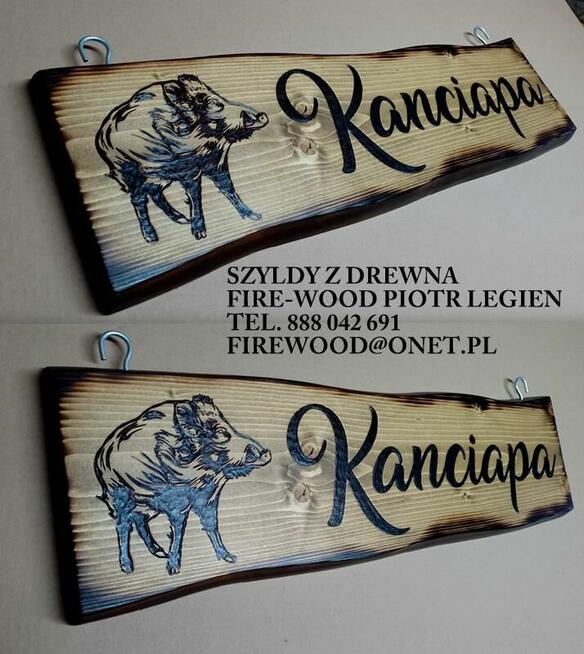 Kanciapa
SZYLDY Z DREWNA
FIRE-WOOD PIOTR LEGIEN
TEL. 888 042 691
FIREWOOD@ONET.PL
Kanciapa